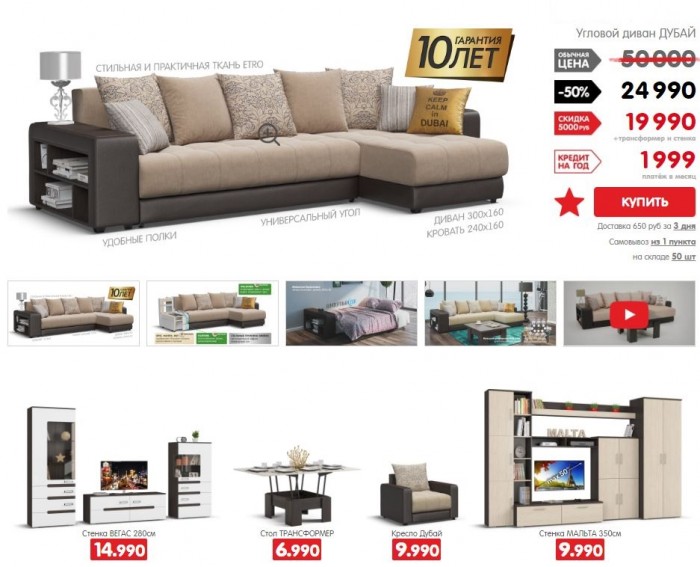 Угловой диван ДУБАЙ
ОБЫЧНАЯ ЦЕНА 50 000
-50% 24 990
СКИДКА 5000 РУБ 19 990
+трансформер и стенка
КРЕДИТ НА ГОД 1 999
платёж в месяц
КУПИТЬ
Доставка 650 руб за 3 дня
Самовывоз из 1 пункта
на складе 50 шт
СТИЛЬНАЯ И ПРАКТИЧНАЯ ТКАНЬ ETRO
10 ГАРАНТИЯ ЛЕТ
KEEP
CALM
in
DUBAI
УДОБНЫЕ ПОЛКИ
УНИВЕРСАЛЬНЫЙ УГОЛ
ДИВАН 300х160
КРОВАТЬ 240х160
10 ЛЕТ
Стенка ВЕГАС 280см
14.990
Стол ТРАНСФОРМЕР
6.990
Кресло Дубай
9.990
MALTA
Стенка МАЛЬТА 350см
9.990